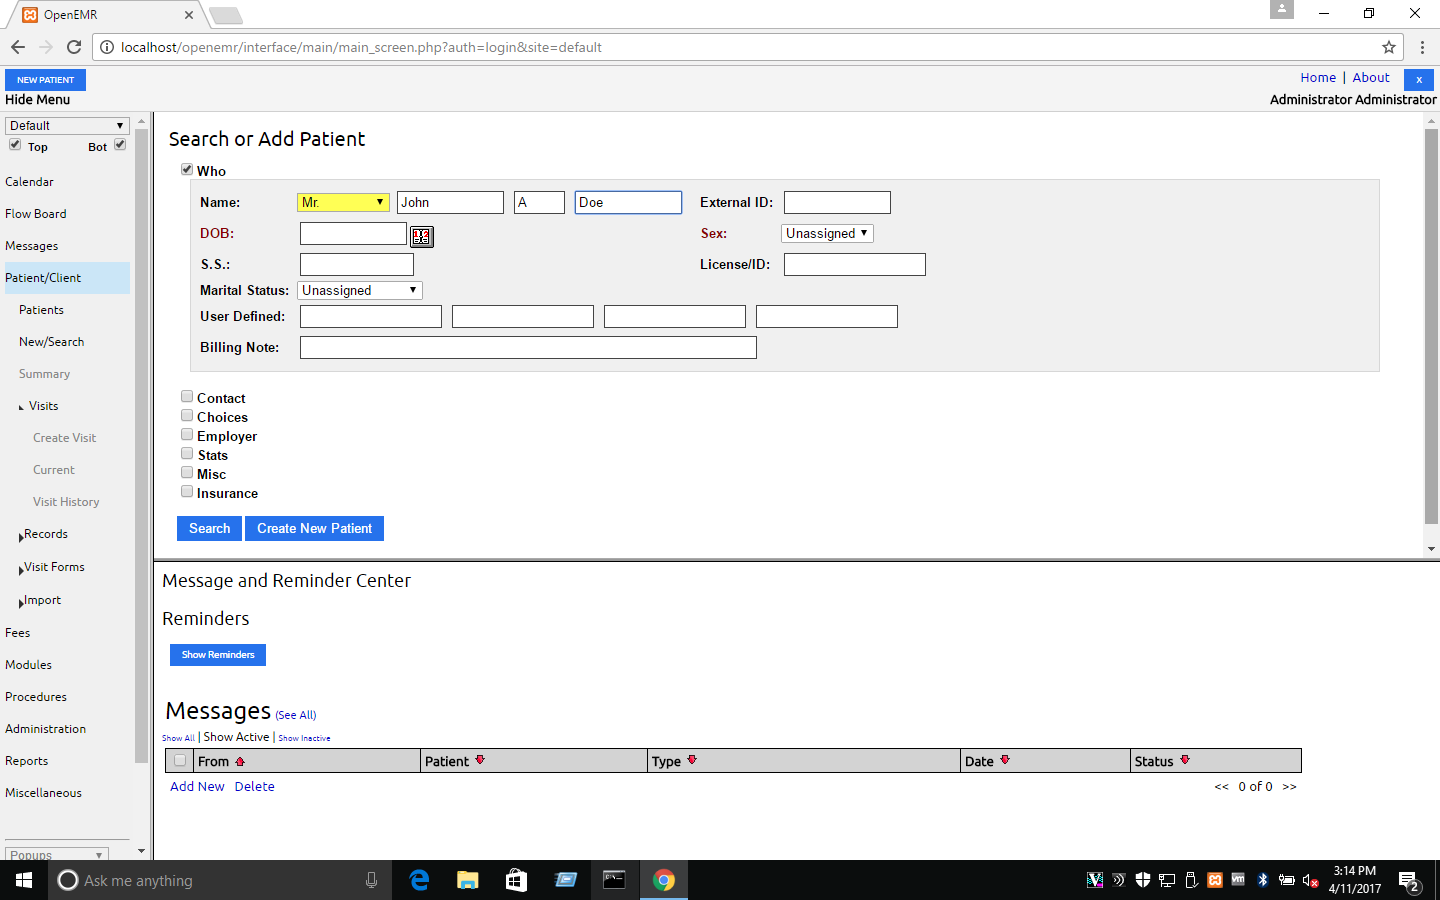 OpenEMR
localhost/openemr/interface/main/main_screen.php?auth=login&site=default
NEW PATIENT
Home | About x
Hide Menu
Administrator Administrator
Default
Top Bot
Calendar
Flow Board
Messages
Patient/Client
Patients
New/Search
Summary
Visits
Create Visit
Current
Visit History
Records
Visit Forms
Import
Fees
Modules
Procedures
Administration
Reports
Miscellaneous
Popups
Search or Add Patient
Who
Name: Mr. John A Doe External ID:
DOB: Sex: Unassigned
S.S.: License/ID:
Marital Status: Unassigned
User Defined:
Billing Note:
Contact
Choices
Employer
Stats
Misc
Insurance
Search Create New Patient
Message and Reminder Center
Reminders
Show Reminders
Messages (See All)
Show All | Show Active | Show Inactive
From Patient Type Date Status
Add New Delete << 0 of 0 >>
Ask me anything
3:14 PM
4/11/2017
2